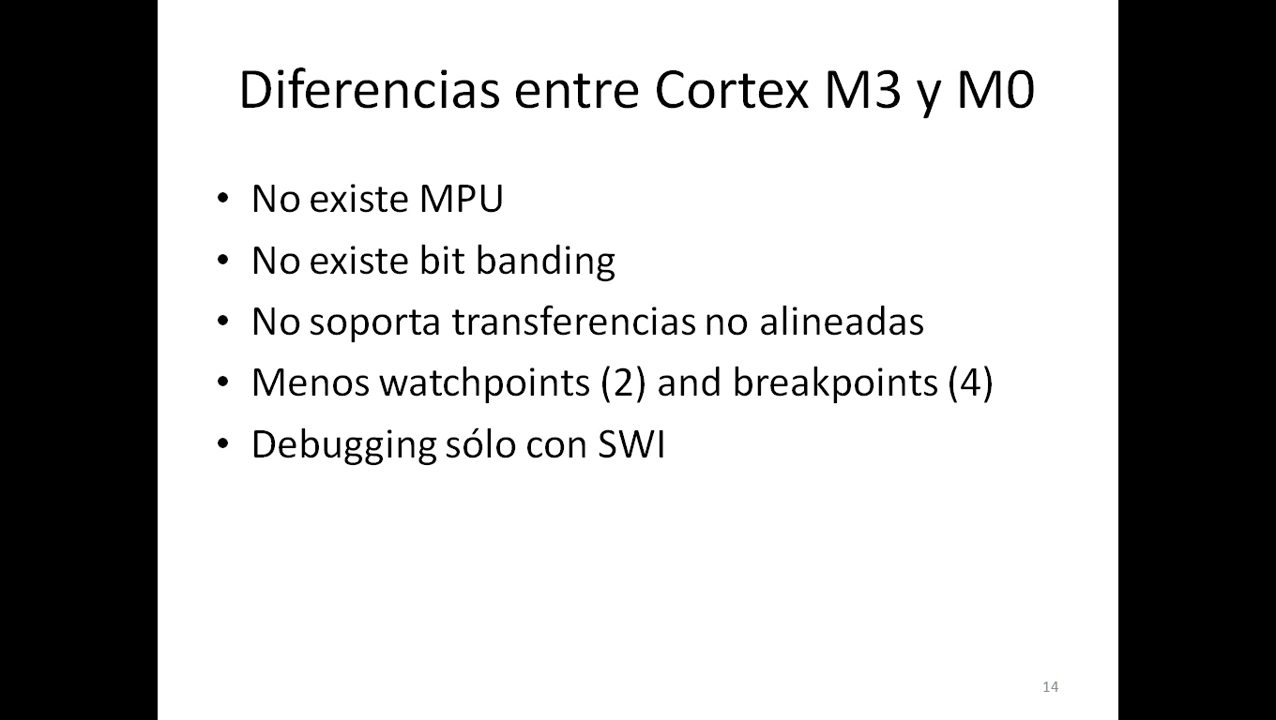 Diferencias entre Cortex M3 y M0
• No existe MPU
• No existe bit banding
• No soporta transferencias no alineadas
• Menos watchpoints (2) and breakpoints (4)
• Debugging sólo con SWI
14